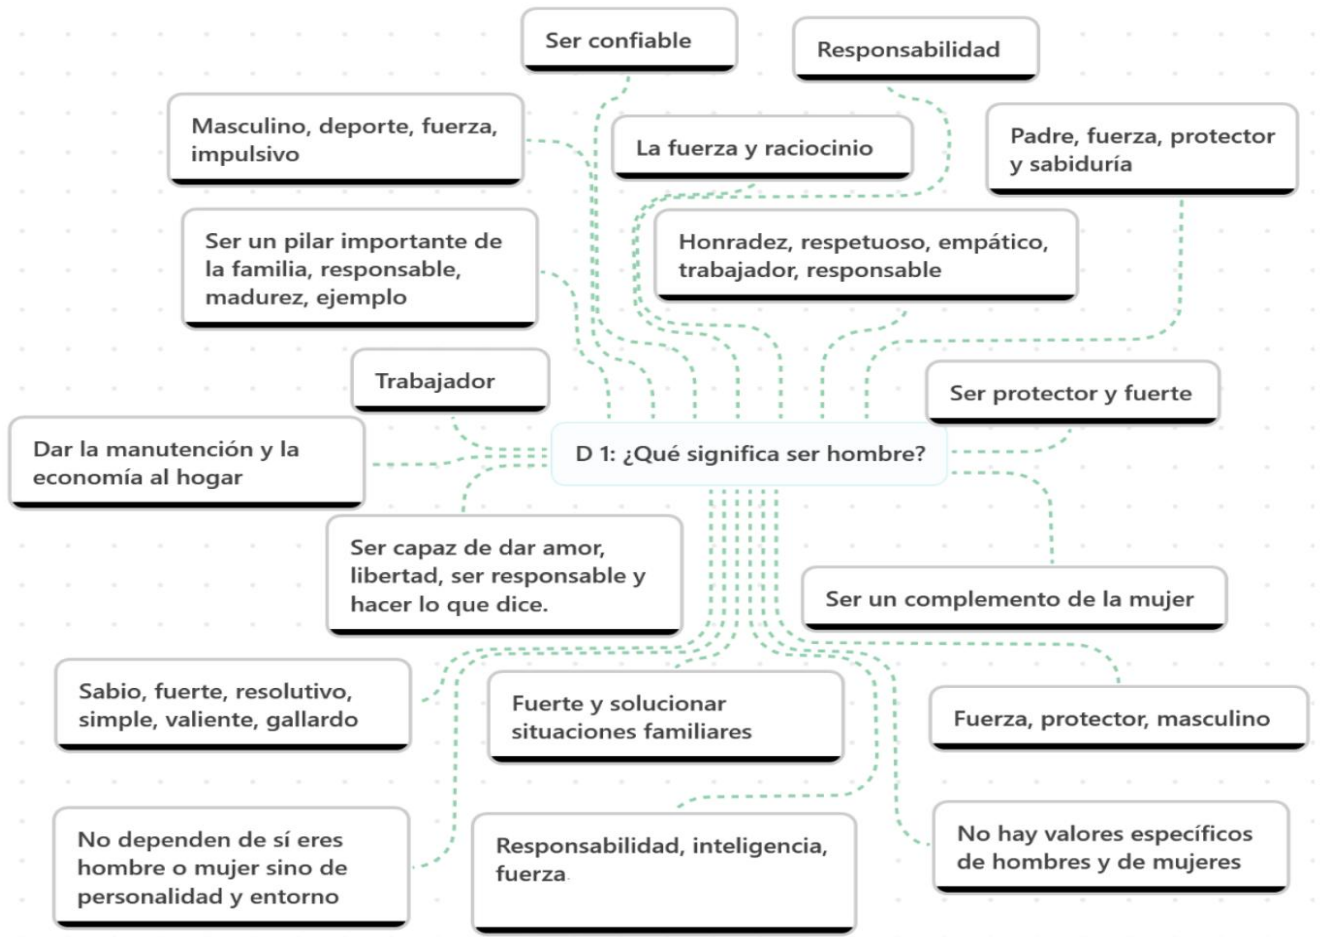 Ser confiable
Responsabilidad
Masculino, deporte, fuerza,
impulsivo
La fuerza y raciocinio
Padre, fuerza, protector
y sabiduría
Ser un pilar importante de
la familia, responsable,
madurez, ejemplo
Honradez, respetuoso, empático,
trabajador, responsable
Trabajador
Ser protector y fuerte
Dar la manutención y la
economía al hogar
D 1: ¿Qué significa ser hombre?
Ser capaz de dar amor,
libertad, ser responsable y
hacer lo que dice.
Ser un complemento de la mujer
Sabio, fuerte, resolutivo,
simple, valiente, gallardo
Fuerte y solucionar
situaciones familiares
Fuerza, protector, masculino
No dependen de sí eres
hombre o mujer sino de
personalidad y entorno
Responsabilidad, inteligencia,
fuerza
No hay valores específicos
de hombres y de mujeres